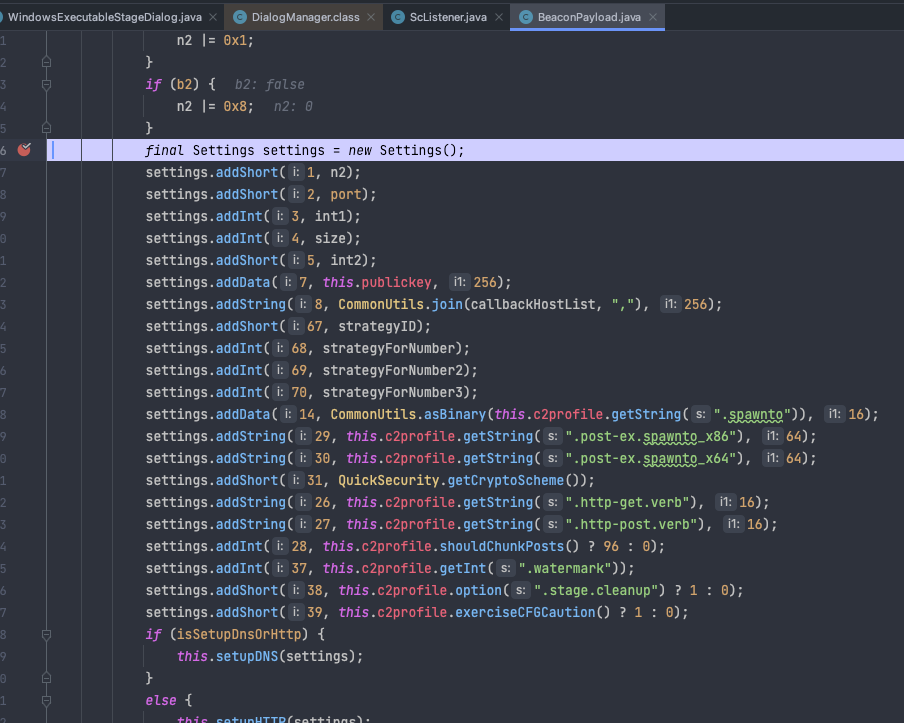 WindowsExecutableStageDialog.java × DialogManager.class × ScListener.java × BeaconPayload.java ×
1 n2 |= 0x1;
2 }
3 if (b2) { b2: false
4 n2 |= 0x8; n2: 0
5 }
6 final Settings settings = new Settings();
7 settings.addShort( i: 1, n2);
8 settings.addShort( i: 2, port);
9 settings.addInt( i: 3, int1);
0 settings.addInt( i: 4, size);
1 settings.addShort( i: 5, int2);
2 settings.addData( i: 7, this.publickey, i1: 256);
3 settings.addString( i: 8, CommonUtils.join(callbackHostList, ","), i1: 256);
4 settings.addShort( i: 67, strategyID);
5 settings.addInt( i: 68, strategyForNumber);
6 settings.addInt( i: 69, strategyForNumber2);
7 settings.addInt( i: 70, strategyForNumber3);
8 settings.addData( i: 14, CommonUtils.asBinary(this.c2profile.getString( s: ".spawnto")), i1: 16);
9 settings.addString( i: 29, this.c2profile.getString( s: ".post-ex.spawnto_x86"), i1: 64);
0 settings.addString( i: 30, this.c2profile.getString( s: ".post-ex.spawnto_x64"), i1: 64);
1 settings.addShort( i: 31, QuickSecurity.getCryptoScheme());
2 settings.addString( i: 26, this.c2profile.getString( s: ".http-get.verb"), i1: 16);
3 settings.addString( i: 27, this.c2profile.getString( s: ".http-post.verb"), i1: 16);
4 settings.addInt( i: 28, this.c2profile.shouldChunkPosts() ? 96 : 0);
5 settings.addInt( i: 37, this.c2profile.getInt( s: ".watermark"));
6 settings.addShort( i: 38, this.c2profile.option( s: ".stage.cleanup") ? 1 : 0);
7 settings.addShort( i: 39, this.c2profile.exerciseCFGCaution() ? 1 : 0);
8 if (isSetupDnsOrHttp) {
9 this.setupDNS(settings);
0 }
1 else {
2 this.setupHTTP(settings);